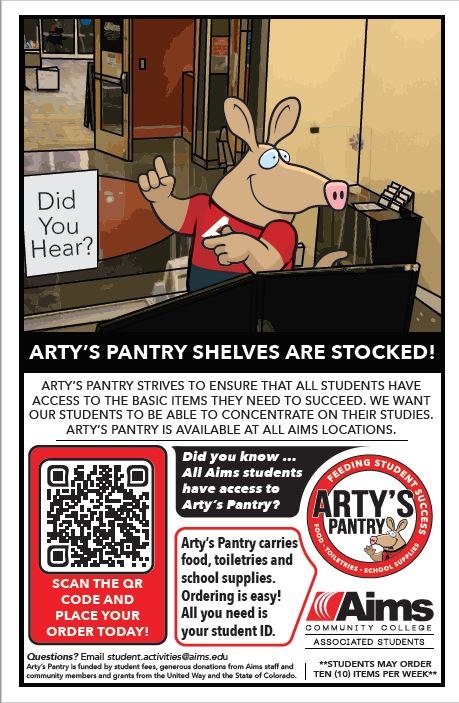 Did
You
Hear?
ARTY'S PANTRY SHELVES ARE STOCKED!
ARTY'S PANTRY STRIVES TO ENSURE THAT ALL STUDENTS HAVE
ACCESS TO THE BASIC ITEMS THEY NEED TO SUCCEED. WE WANT
OUR STUDENTS TO BE ABLE TO CONCENTRATE ON THEIR STUDIES.
ARTY'S PANTRY IS AVAILABLE AT ALL AIMS LOCATIONS.
SCAN THE QR
CODE AND
PLACE YOUR
ORDER TODAY!
Did you know ...
All Aims students
have access to
Arty's Pantry?
Arty's Pantry carries
food, toiletries and
school supplies.
Ordering is easy!
All you need is
your student ID.
FEEDING STUDENT SUCCESS
ARTY'S
PANTRY
FOOD • TOILETRIES • SCHOOL SUPPLIES
Aims
COMMUNITY COLLEGE
ASSOCIATED STUDENTS
Questions? Email student.activities@aims.edu
Arty's Pantry is funded by student fees, generous donations from Aims staff and
community members and grants from the United Way and the State of Colorado.
**STUDENTS MAY ORDER
TEN (10) ITEMS PER WEEK**